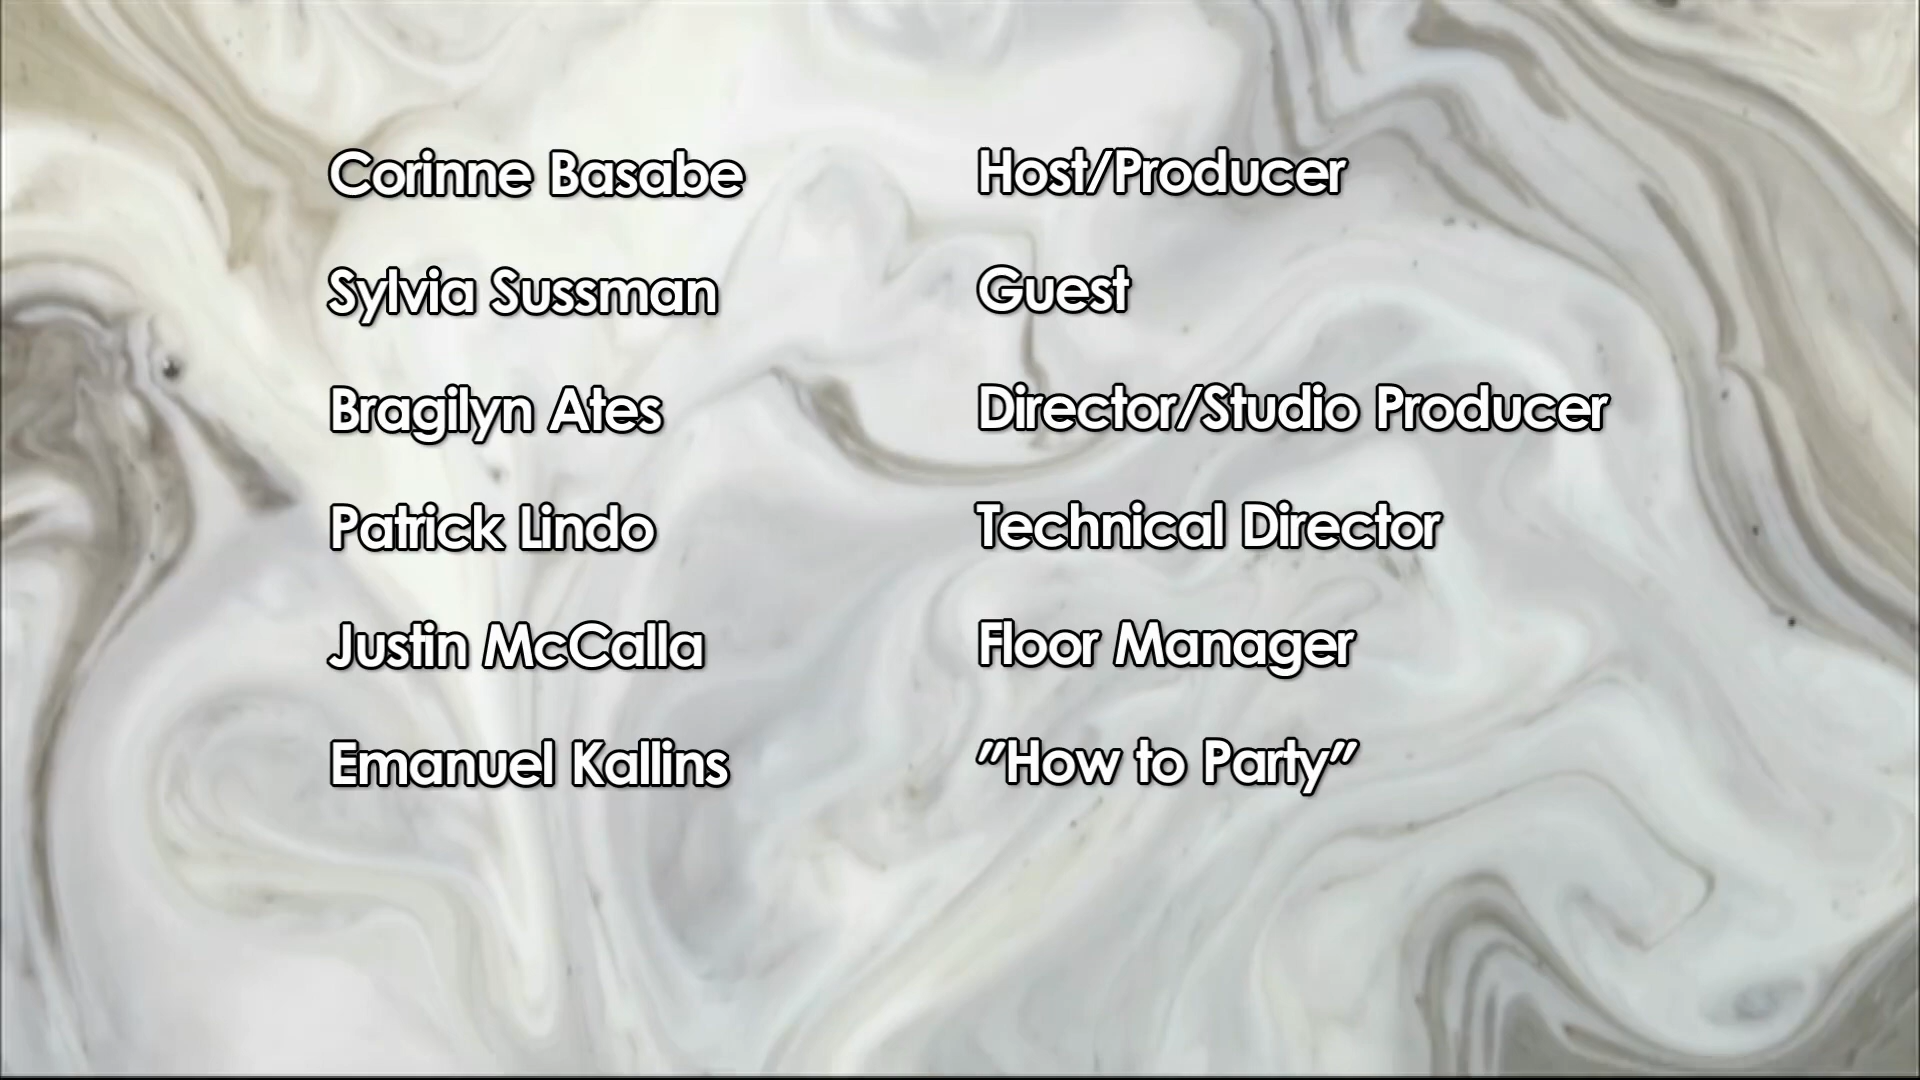 Corinne Basabe Host/Producer
Sylvia Sussman Guest
Bragilyn Ates Director/Studio Producer
Patrick Lindo Technical Director
Justin McCalla Floor Manager
Emanuel Kallins "How to Party"